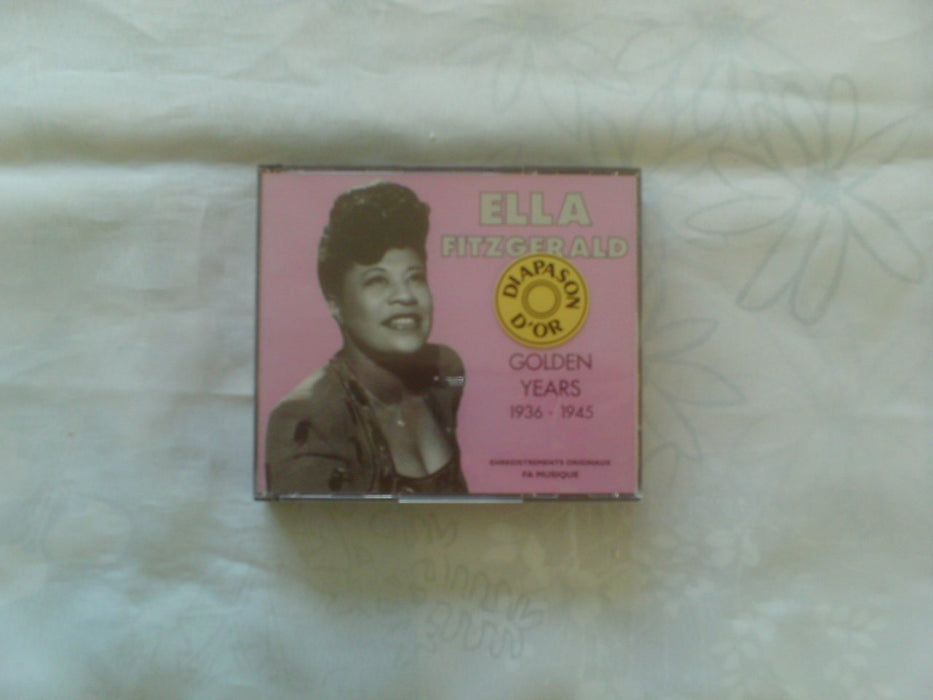 ELLA
FITZGERALD
DIAPASON
D'OR
GOLDEN
YEARS
1936 - 1945
ENREGISTREMENTS ORIGINAUX
FA MUSIQUE